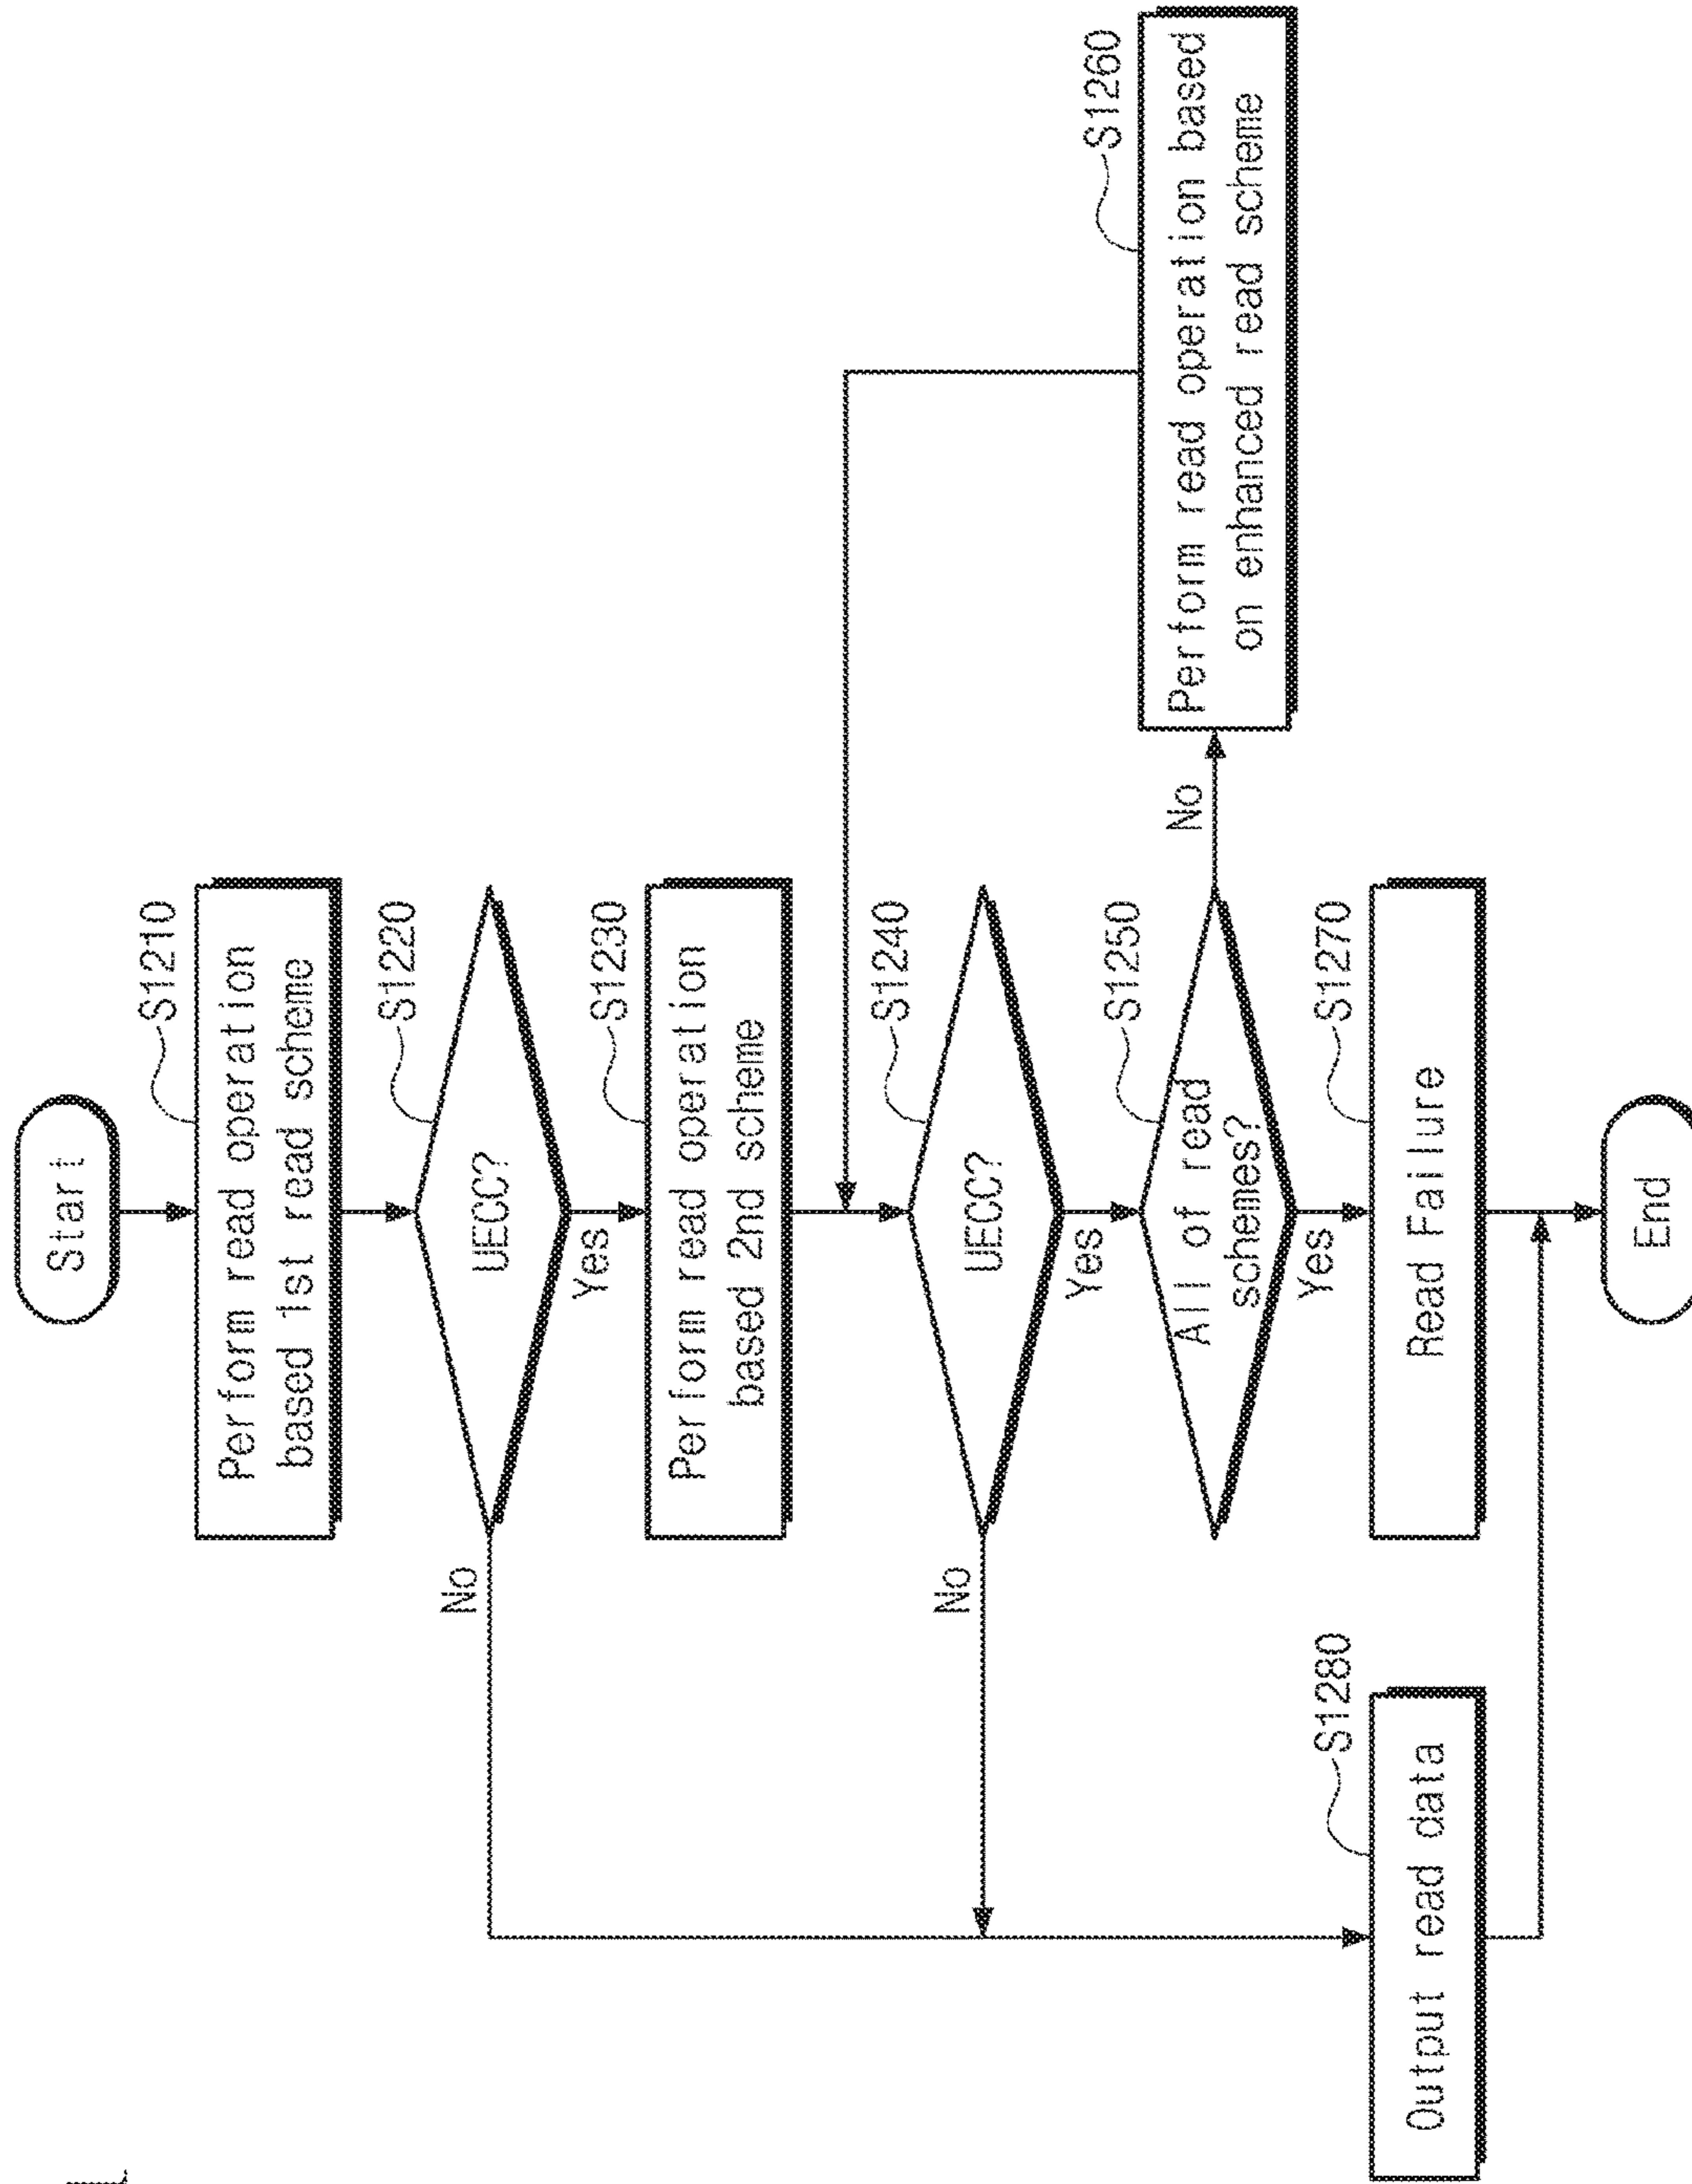 Start
S1210
Perform read operation
based 1st read scheme
S1220
UECC?
No
Yes
S1230
Perform read operation
based 2nd scheme
S1240
UECC?
No
Yes
S1250
All of read
schemes?
No
Yes
S1260
Perform read operation based
on enhanced read scheme
S1270
Read Failure
S1280
Output read data
End